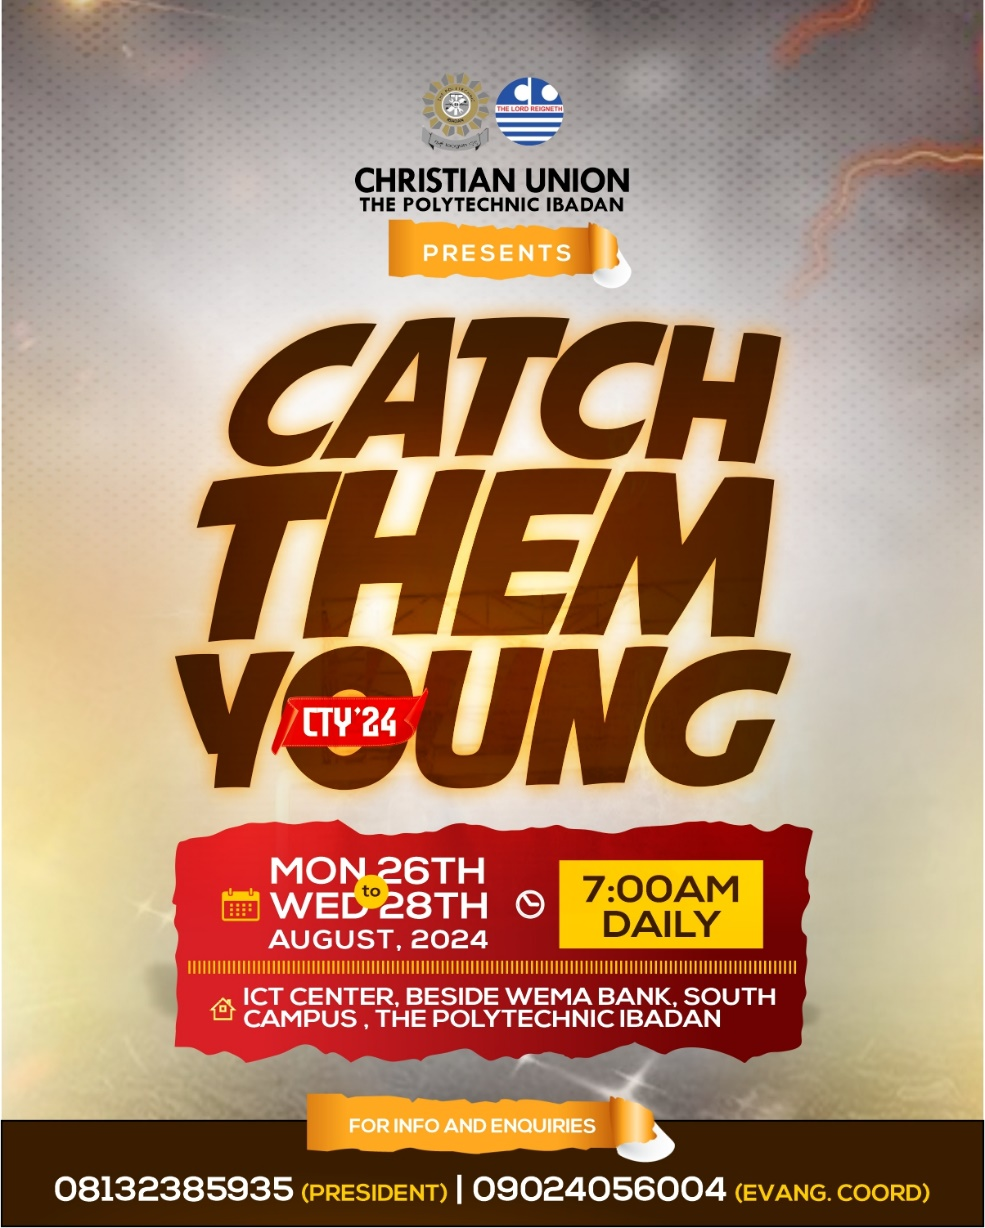 THE LORD REIGNETH
CHRISTIAN UNION
THE POLYTECHNIC IBADAN
PRESENTS
CATCH
THEM
YOUNG
CTY'24
MON 26TH
to
WED 28TH
AUGUST, 2024
7:00AM
DAILY
ICT CENTER, BESIDE WEMA BANK, SOUTH
CAMPUS , THE POLYTECHNIC IBADAN
FOR INFO AND ENQUIRIES
08132385935 (PRESIDENT) | 09024056004 (EVANG. COORD)